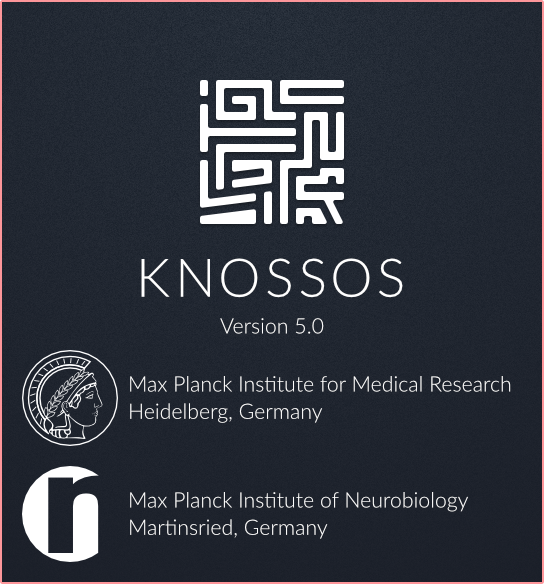 KNOSSOS
Version 5.0
Max Planck Institute for Medical Research
Heidelberg, Germany
Max Planck Institute of Neurobiology
Martinsried, Germany